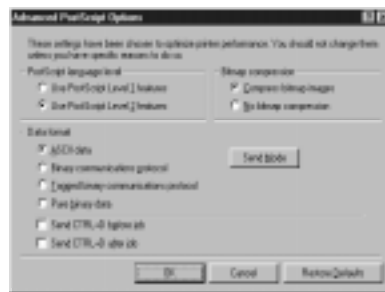 Advanced PostScript Options
These settings have been chosen to optimize printer performance. You should not change them
unless you have specific reasons to do so.
PostScript language level
Use PostScript Level 1 features
Use PostScript Level 2 features
Bitmap compression
Compress bitmap images
No bitmap compression
Data format
ASCII data
Binary communications protocol
Tagged binary communications protocol
Pure binary data
Send Mode
Send CTRL-D before job
Send CTRL-D after job
OK
Cancel
Restore Defaults